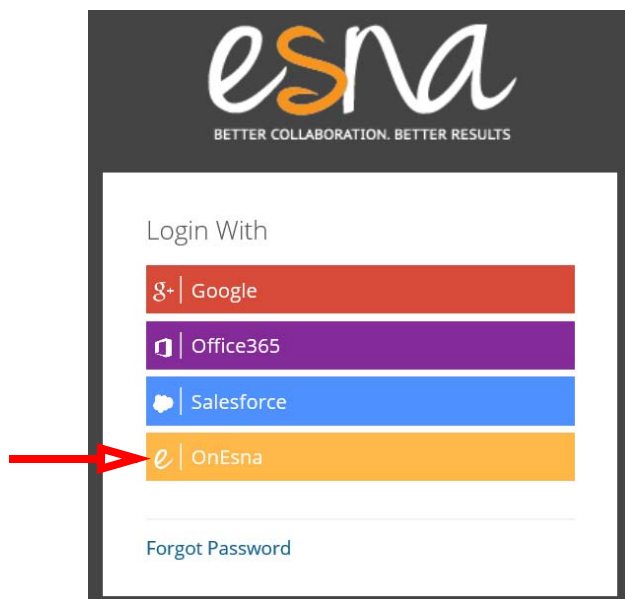 esna
BETTER COLLABORATION. BETTER RESULTS
Login With
g+ Google
Office365
Salesforce
e OnEsna
Forgot Password